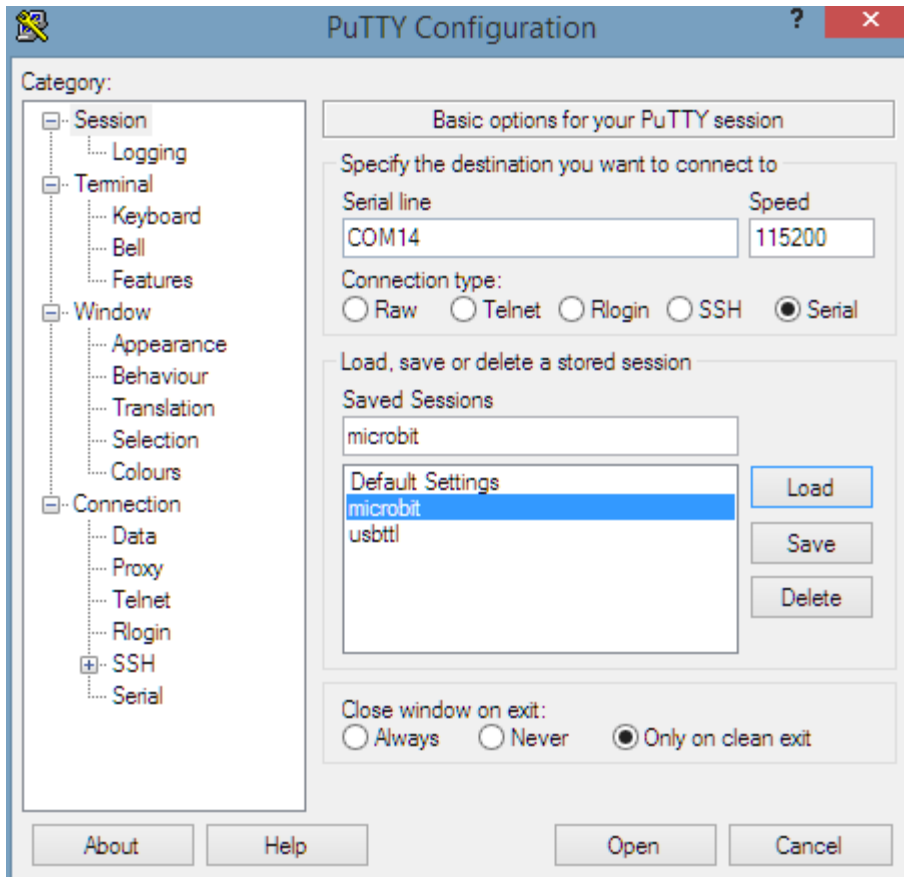 PuTTY Configuration
?
Category:
Session
Logging
Terminal
Keyboard
Bell
Features
Window
Appearance
Behaviour
Translation
Selection
Colours
Connection
Data
Proxy
Telnet
Rlogin
SSH
Serial
Basic options for your PuTTY session
Specify the destination you want to connect to
Serial line Speed
COM14 115200
Connection type:
Raw Telnet Rlogin SSH Serial
Load, save or delete a stored session
Saved Sessions
microbit
Default Settings
microbit
usbttl
Load
Save
Delete
Close window on exit:
Always Never Only on clean exit
About Help Open Cancel